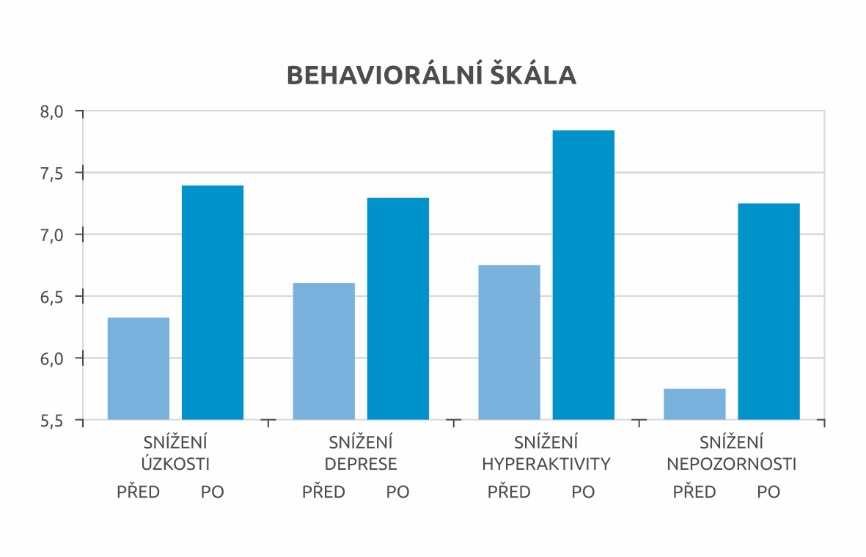 BEHAVIORÁLNÍ ŠKÁLA
8,0
7,5
7,0
6,5
6,0
5,5
SNÍŽENÍ
ÚZKOSTI
PŘED PO
SNÍŽENÍ
DEPRESE
PŘED PO
SNÍŽENÍ
HYPERAKTIVITY
PŘED PO
SNÍŽENÍ
NEPOZORNOSTI
PŘED PO